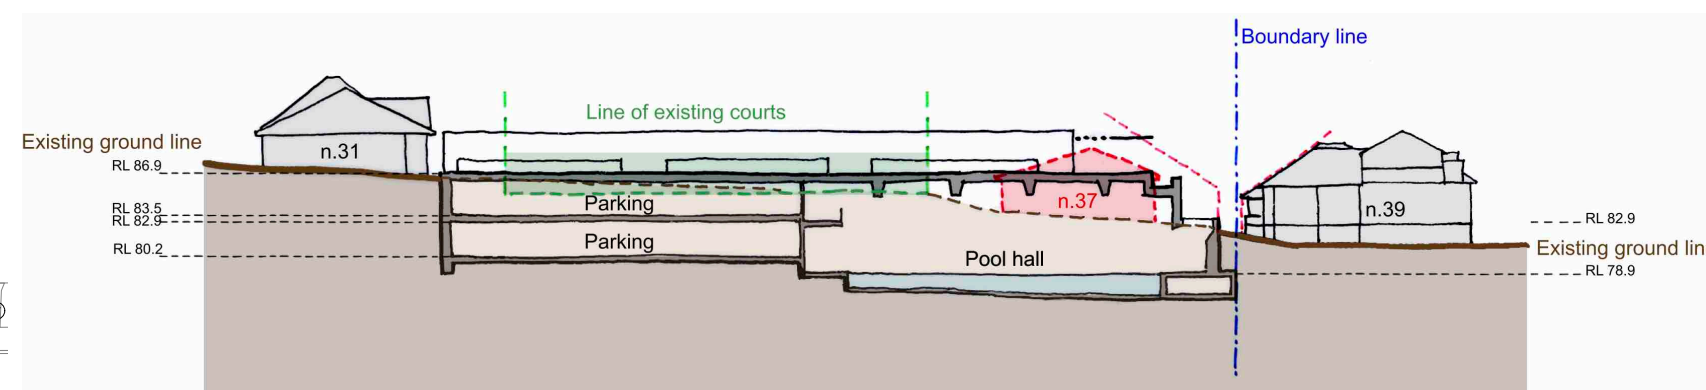 Boundary line
Line of existing courts
Existing ground line
n.31
RL 86.9
RL 83.5
RL 82.9
RL 80.2
Parking
Parking
n.37
Pool hall
n.39
RL 82.9
Existing ground lin
RL 78.9